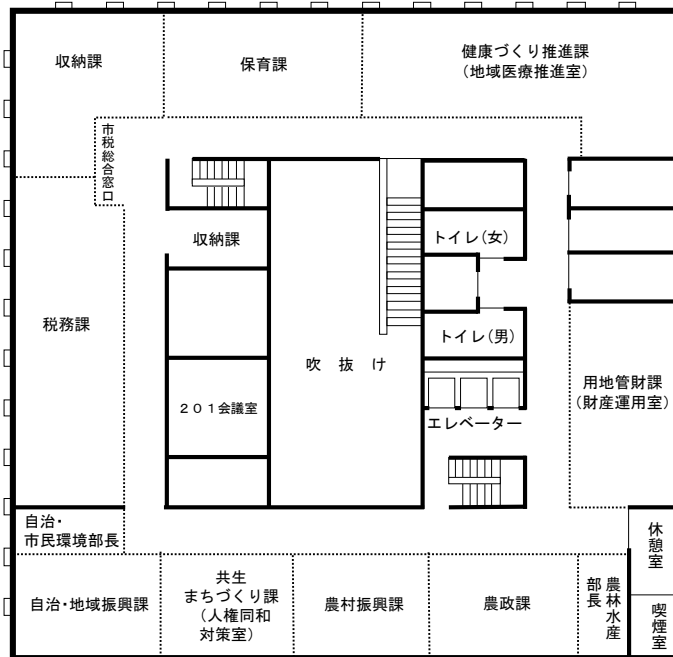 収納課
保育課
健康づくり推進課
(地域医療推進室)
市税総合窓口
収納課
トイレ(女)
税務課
トイレ(男)
吹抜け
用地管財課
(財産運用室)
201会議室
エレベーター
自治・
市民環境部長
休憩室
自治・地域振興課
共生
まちづくり課
(人権同和
対策室)
農村振興課
農政課
農林水産
部長
喫煙室